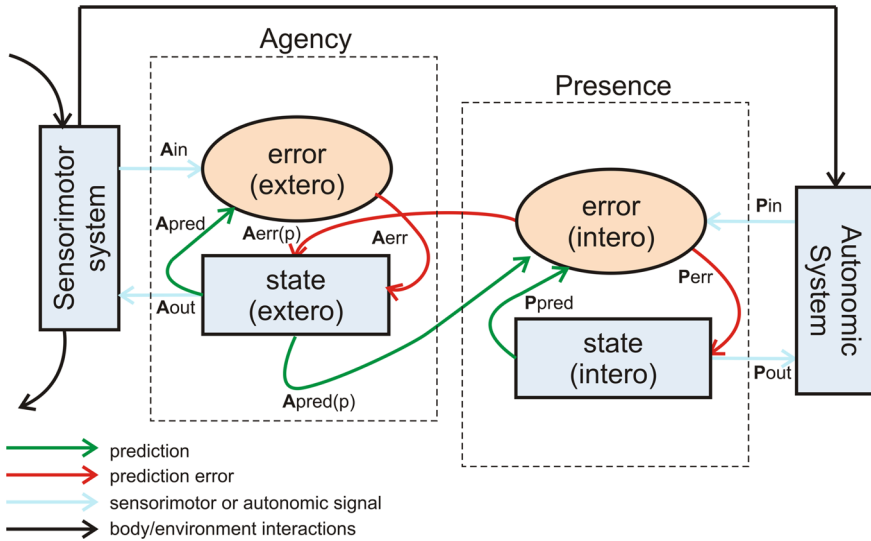 Agency
Presence
Sensorimotor
system
Ain
error
(extero)
Apred
Aerr(p)
Aerr
state
(extero)
Aout
Apred(p)
error
(intero)
Pin
Perr
Ppred
state
(intero)
Pout
Autonomic
System
prediction
prediction error
sensorimotor or autonomic signal
body/environment interactions